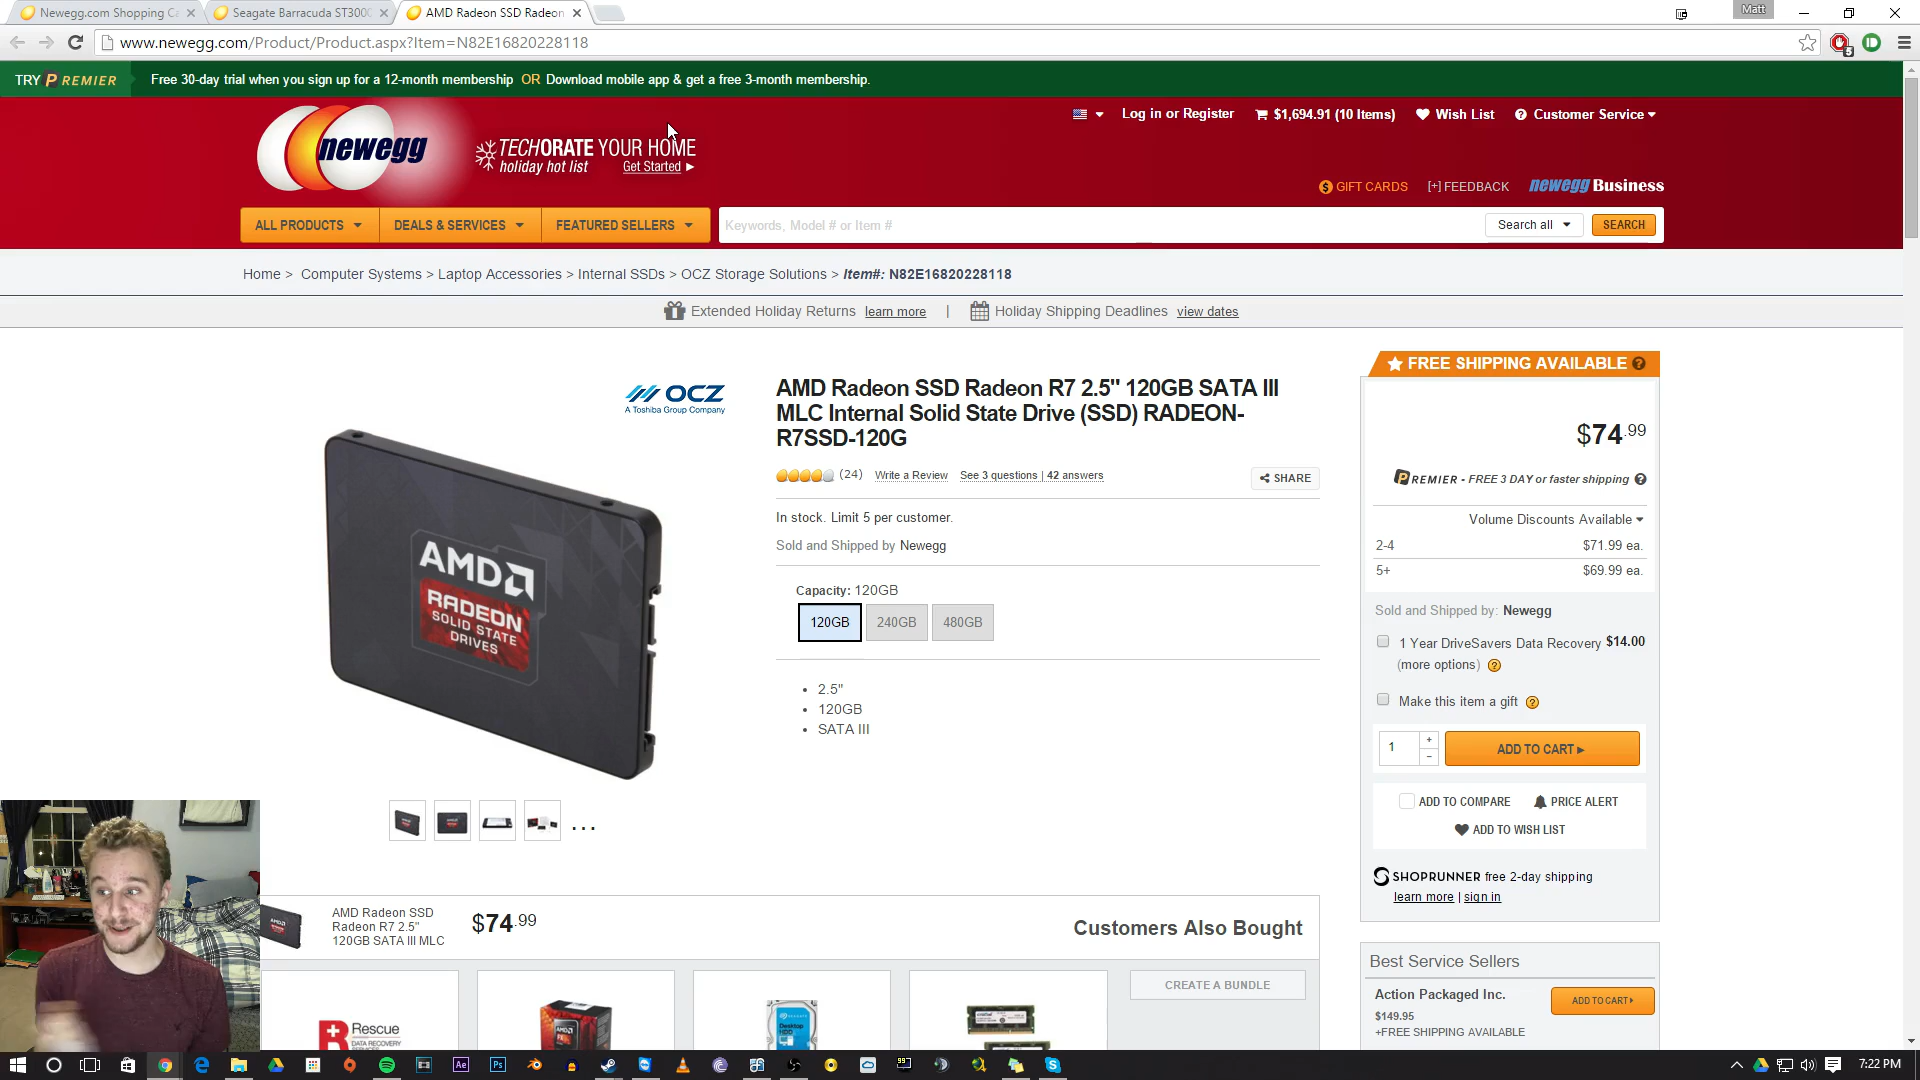 Newegg.com Shopping Ca
Seagate Barracuda ST300
AMD Radeon SSD Radeon
Matt
www.newegg.com/Product/Product.aspx?Item=N82E16820228118
5
TRY PREMIER
Free 30-day trial when you sign up for a 12-month membership OR Download mobile app & get a free 3-month membership.
newegg
TECHORATE YOUR HOME
holiday hot list Get Started
Log in or Register
$1,694.91 (10 Items)
Wish List
Customer Service
GIFT CARDS
[+] FEEDBACK
newegg Business
ALL PRODUCTS
DEALS & SERVICES
FEATURED SELLERS
Keywords, Model # or Item #
Search all
SEARCH
Home > Computer Systems > Laptop Accessories > Internal SSDs > OCZ Storage Solutions > Item#: N82E16820228118
Extended Holiday Returns learn more | Holiday Shipping Deadlines view dates
OCZ
A Toshiba Group Company
AMD
RADEON
SOLID STATE
DRIVES
...
AMD Radeon SSD Radeon R7 2.5" 120GB SATA III
MLC Internal Solid State Drive (SSD) RADEON-
R7SSD-120G
(24) Write a Review See 3 questions | 42 answers
SHARE
In stock. Limit 5 per customer.
Sold and Shipped by Newegg
Capacity: 120GB
120GB 240GB 480GB
• 2.5"
• 120GB
• SATA III
FREE SHIPPING AVAILABLE
$74.99
PREMIER - FREE 3 DAY or faster shipping
Volume Discounts Available
2-4 $71.99 ea.
5+ $69.99 ea.
Sold and Shipped by: Newegg
1 Year DriveSavers Data Recovery $14.00
(more options)
Make this item a gift
1
+
−
ADD TO CART
ADD TO COMPARE
PRICE ALERT
ADD TO WISH LIST
SHOPRUNNER free 2-day shipping
learn more | sign in
AMD Radeon SSD
Radeon R7 2.5"
120GB SATA III MLC
$74.99
Customers Also Bought
CREATE A BUNDLE
Rescue
DATA RECOVERY
AMD
Desktop
HDD
Best Service Sellers
Action Packaged Inc.
$149.95
+FREE SHIPPING AVAILABLE
ADD TO CART
Ae
Ps
7:22 PM